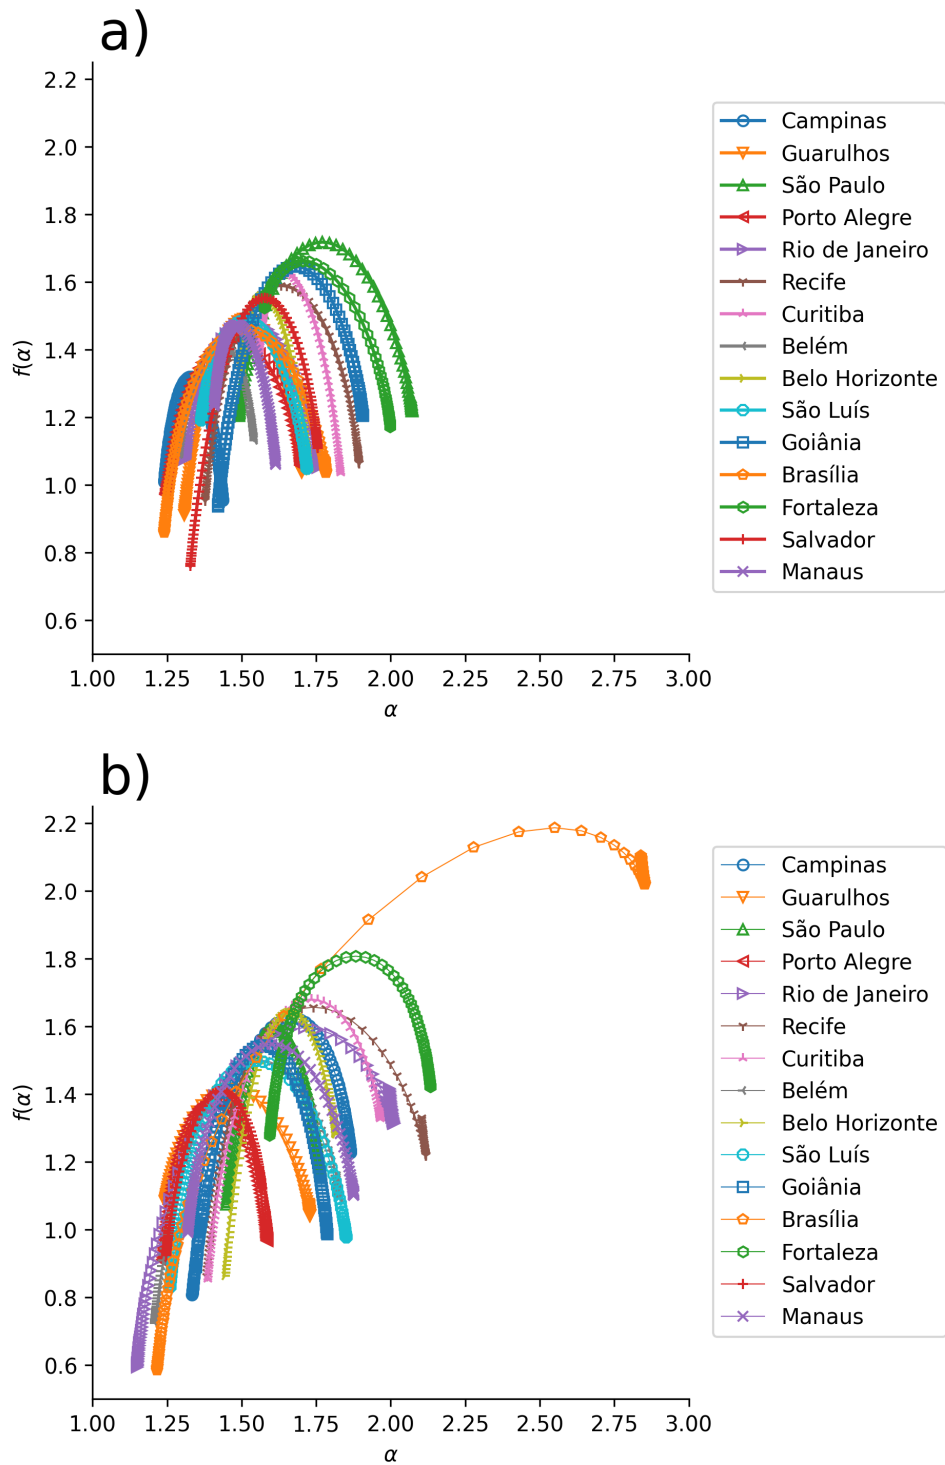 a)
2.2
2.0
1.8
1.6
1.4
1.2
1.0
0.8
0.6
f(α)
1.00 1.25 1.50 1.75 2.00 2.25 2.50 2.75 3.00
α
Campinas
Guarulhos
São Paulo
Porto Alegre
Rio de Janeiro
Recife
Curitiba
Belém
Belo Horizonte
São Luís
Goiânia
Brasília
Fortaleza
Salvador
Manaus
b)
2.2
2.0
1.8
1.6
1.4
1.2
1.0
0.8
0.6
f(α)
1.00 1.25 1.50 1.75 2.00 2.25 2.50 2.75 3.00
α
Campinas
Guarulhos
São Paulo
Porto Alegre
Rio de Janeiro
Recife
Curitiba
Belém
Belo Horizonte
São Luís
Goiânia
Brasília
Fortaleza
Salvador
Manaus